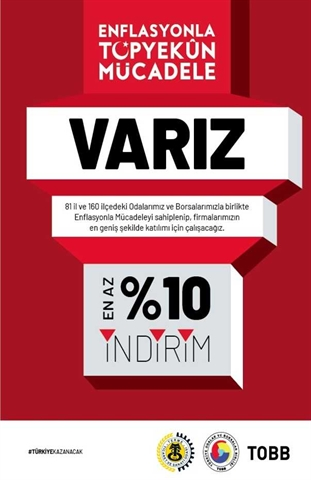 ENFLASYONLA
TOPYEKÛN
MÜCADELE
VARIZ
81 il ve 160 ilçedeki Odalarımız ve Borsalarımızla birlikte
Enflasyonla Mücadeleyi sahiplenip, firmalarımızın
en geniş şekilde katılımı için çalışacağız.
EN AZ
%10
İNDİRİM
#TÜRKİYEKAZANACAK
TOBB